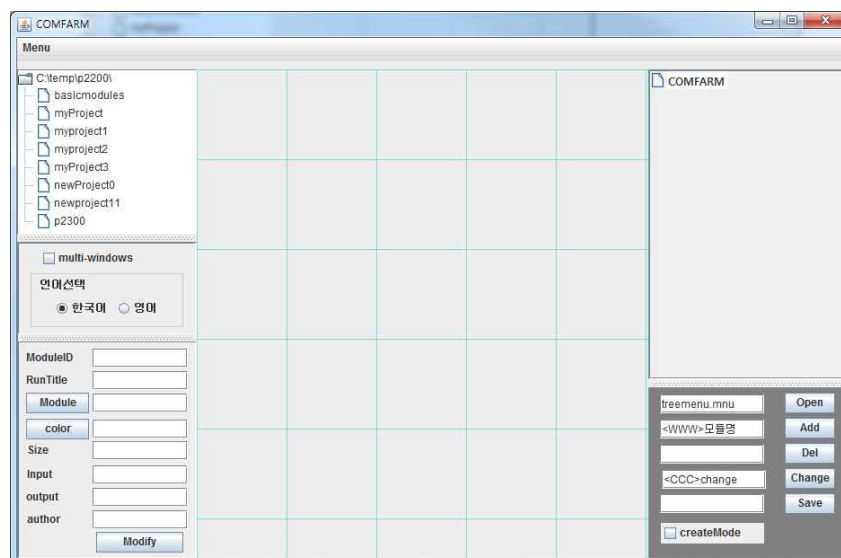 COMFARM
Menu
C:\temp\p2200\
basicmodules
myProject
myproject1
myproject2
myProject3
newProject0
newproject11
p2300
multi-windows
언어선택
한국어 영어
ModuleID
RunTitle
Module
color
Size
Input
output
author
Modify
COMFARM
treemenu.mnu Open
<WWW>모듈명 Add
Del
<CCC>change Change
Save
createMode